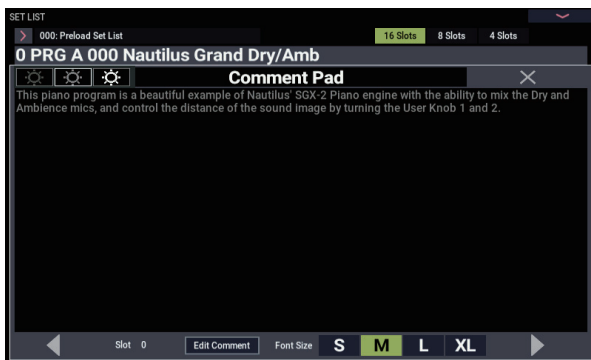 SET LIST
000: Preload Set List 16 Slots 8 Slots 4 Slots
0 PRG A 000 Nautilus Grand Dry/Amb
Comment Pad
This piano program is a beautiful example of Nautilus' SGX-2 Piano engine with the ability to mix the Dry and
Ambience mics, and control the distance of the sound image by turning the User Knob 1 and 2.
Slot 0 Edit Comment Font Size S M L XL